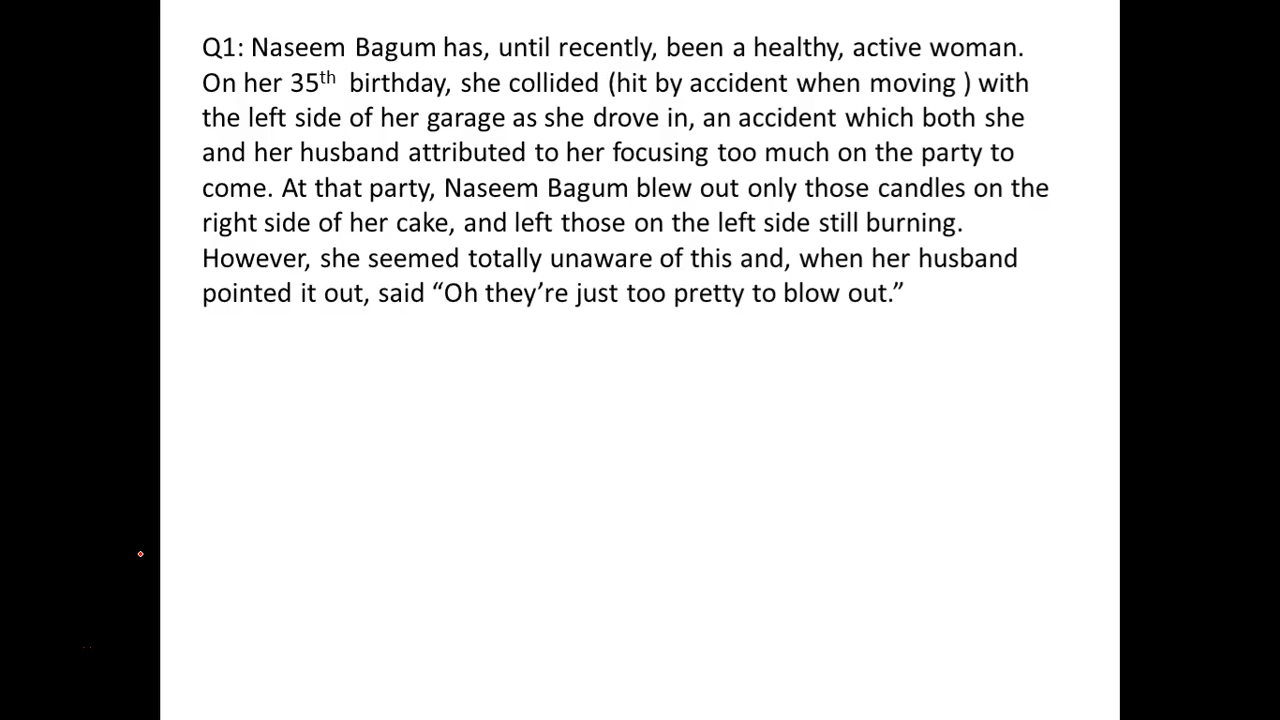 Q1: Naseem Bagum has, until recently, been a healthy, active woman.
On her 35th birthday, she collided (hit by accident when moving ) with
the left side of her garage as she drove in, an accident which both she
and her husband attributed to her focusing too much on the party to
come. At that party, Naseem Bagum blew out only those candles on the
right side of her cake, and left those on the left side still burning.
However, she seemed totally unaware of this and, when her husband
pointed it out, said “Oh they’re just too pretty to blow out.”